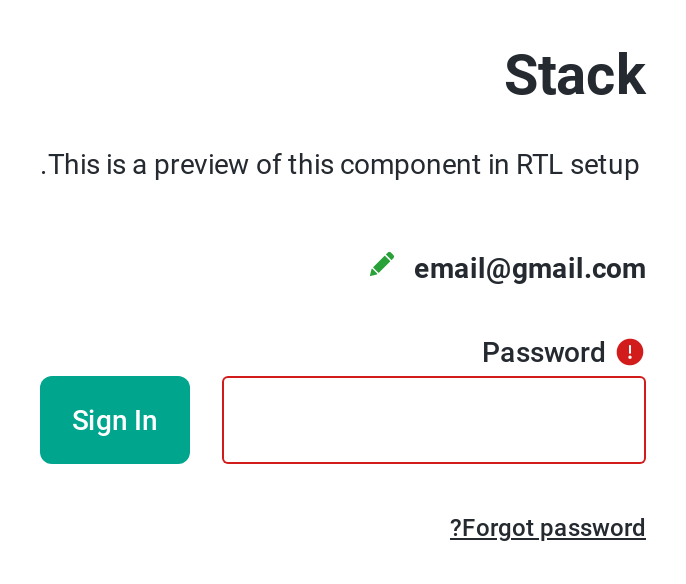 Stack
.This is a preview of this component in RTL setup
email@gmail.com
Password
Sign In
?Forgot password